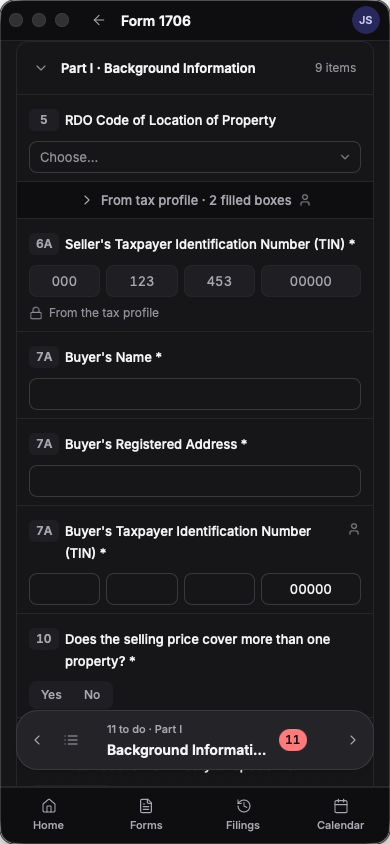 Form 1706
JS
Part I · Background Information
9 items
5 RDO Code of Location of Property
Choose...
From tax profile · 2 filled boxes
6A Seller's Taxpayer Identification Number (TIN) *
000 123 453 00000
From the tax profile
7A Buyer's Name *
7A Buyer's Registered Address *
7A Buyer's Taxpayer Identification Number
(TIN) *
00000
10 Does the selling price cover more than one
property? *
Yes No
11 to do · Part I
Background Informati...
11
Home Forms Filings Calendar